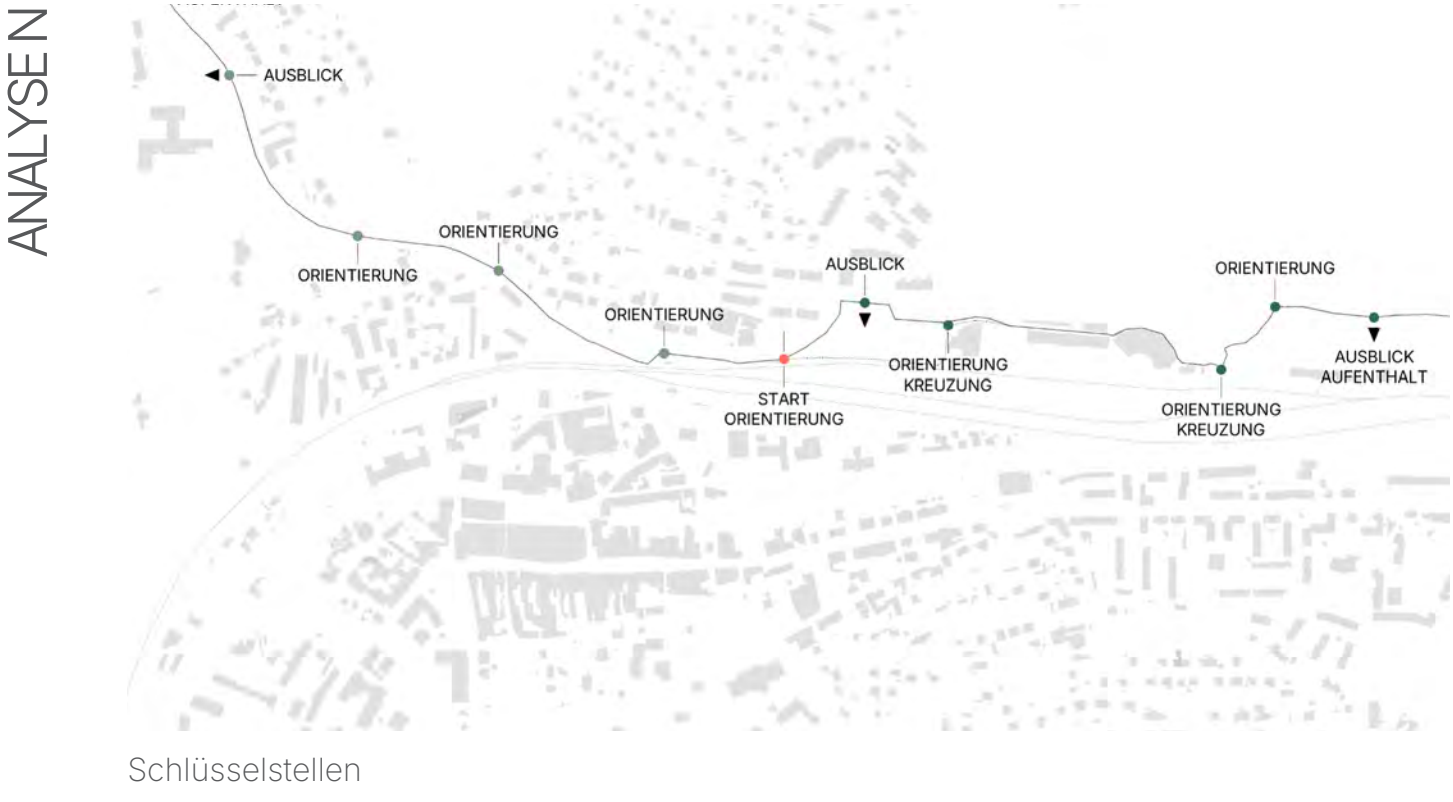 ANALYSEN
AUSBLICK
ORIENTIERUNG
ORIENTIERUNG
ORIENTIERUNG
START
ORIENTIERUNG
AUSBLICK
ORIENTIERUNG
KREUZUNG
ORIENTIERUNG
KREUZUNG
ORIENTIERUNG
AUSBLICK
AUFENTHALT
Schlüsselstellen